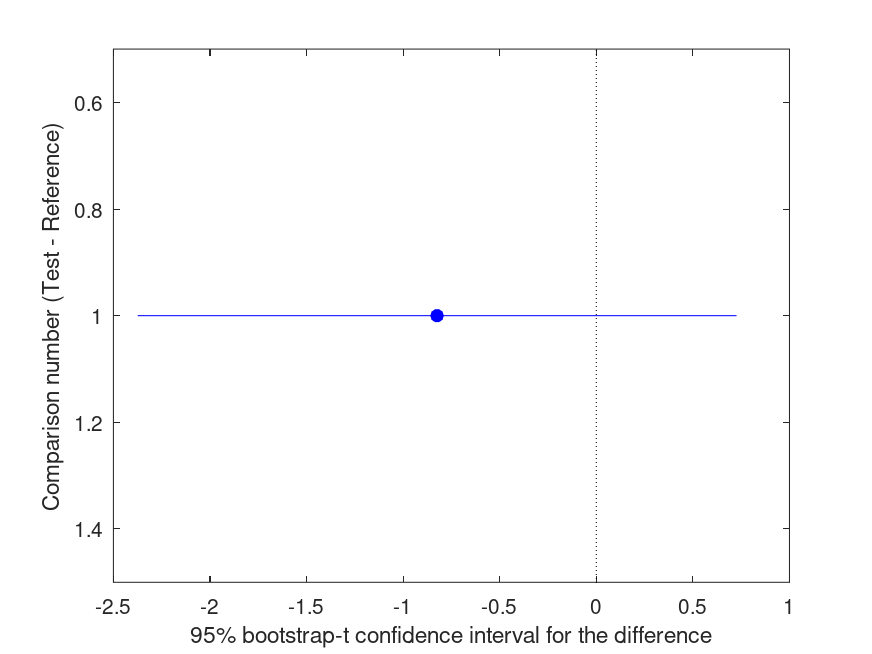 Comparison number (Test - Reference)
0.6
0.8
1
1.2
1.4
-2.5 -2 -1.5 -1 -0.5 0 0.5 1
95% bootstrap-t confidence interval for the difference